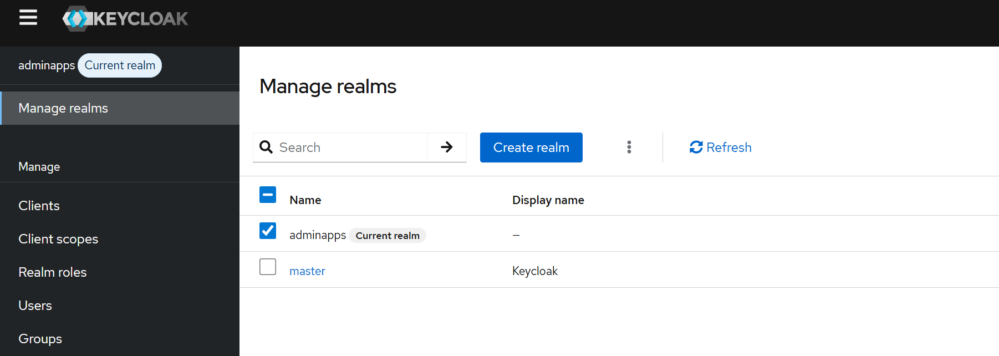 KEYCLOAK
adminapps Current realm
Manage realms
Manage
Clients
Client scopes
Realm roles
Users
Groups
Manage realms
Search
Create realm
Refresh
Name Display name
adminapps Current realm –
master Keycloak